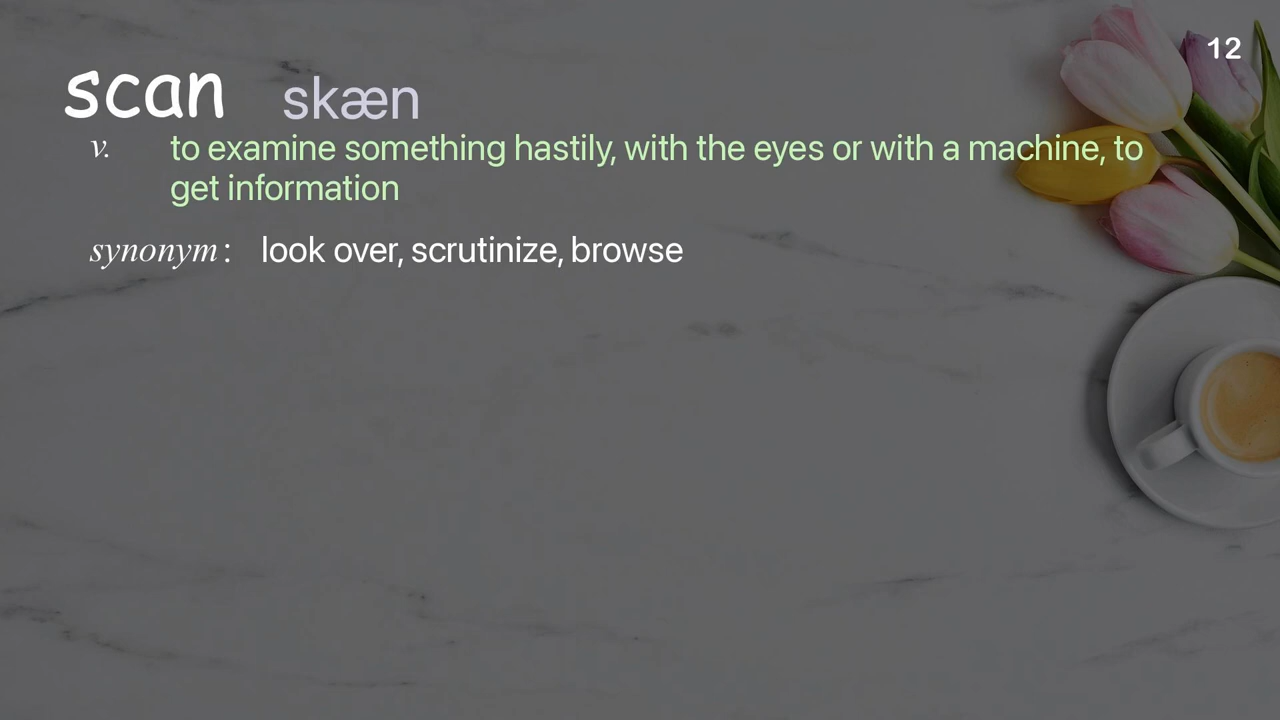 12
scan skæn
v. to examine something hastily, with the eyes or with a machine, to
get information
synonym : look over, scrutinize, browse